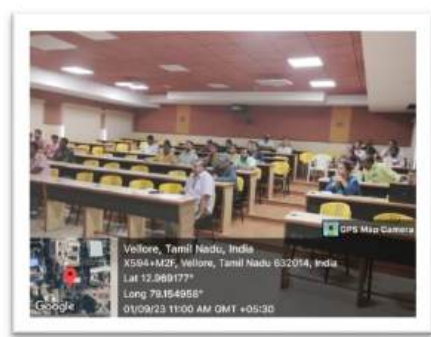 GPS Map Camera
Vellore, Tamil Nadu, India
X594+M2F, Vellore, Tamil Nadu 632014, India
Lat 12.969177°
Long 79.154958°
01/09/23 11:00 AM GMT +05:30
Google